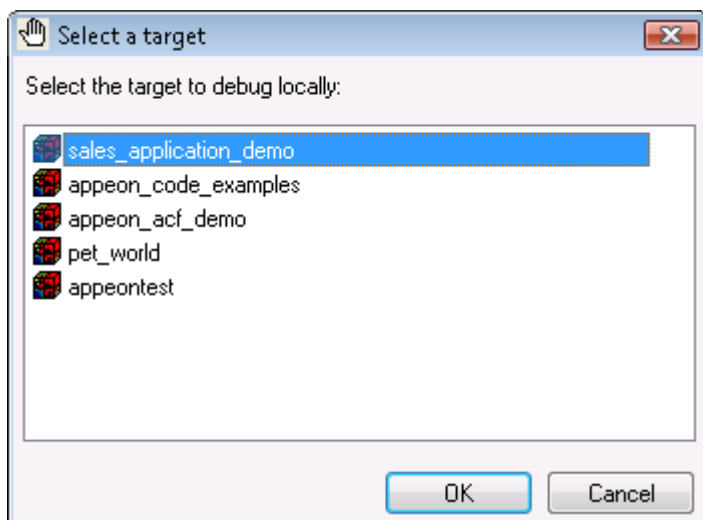 Select a target
Select the target to debug locally:
sales_application_demo
appeon_code_examples
appeon_acf_demo
pet_world
appeontest
OK Cancel